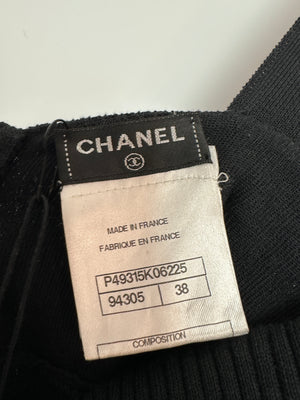 CHANEL
MADE IN FRANCE
FABRIQUE EN FRANCE
P49315K06225
94305 38
COMPOSITION